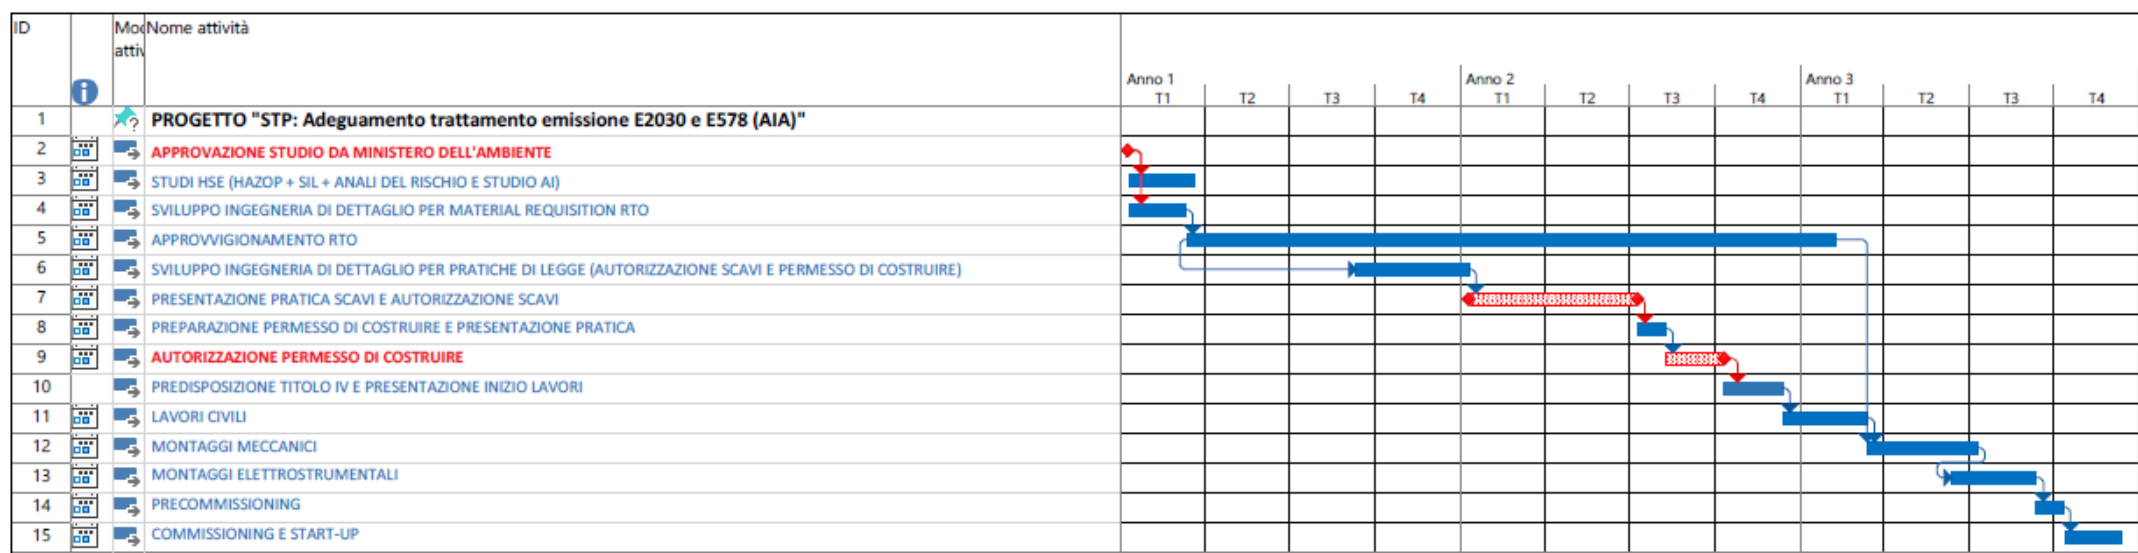 ID Mod Nome attività
attiv
Anno 1 Anno 2 Anno 3
T1 T2 T3 T4 T1 T2 T3 T4 T1 T2 T3 T4
1 PROGETTO "STP: Adeguamento trattamento emissione E2030 e E578 (AIA)"
2 APPROVAZIONE STUDIO DA MINISTERO DELL'AMBIENTE
3 STUDI HSE (HAZOP + SIL + ANALI DEL RISCHIO E STUDIO AI)
4 SVILUPPO INGEGNERIA DI DETTAGLIO PER MATERIAL REQUISITION RTO
5 APPROVVIGIONAMENTO RTO
6 SVILUPPO INGEGNERIA DI DETTAGLIO PER PRATICHE DI LEGGE (AUTORIZZAZIONE SCAVI E PERMESSO DI COSTRUIRE)
7 PRESENTAZIONE PRATICA SCAVI E AUTORIZZAZIONE SCAVI
8 PREPARAZIONE PERMESSO DI COSTRUIRE E PRESENTAZIONE PRATICA
9 AUTORIZZAZIONE PERMESSO DI COSTRUIRE
10 PREDISPOSIZIONE TITOLO IV E PRESENTAZIONE INIZIO LAVORI
11 LAVORI CIVILI
12 MONTAGGI MECCANICI
13 MONTAGGI ELETTROSTRUMENTALI
14 PRECOMMISSIONING
15 COMMISSIONING E START-UP